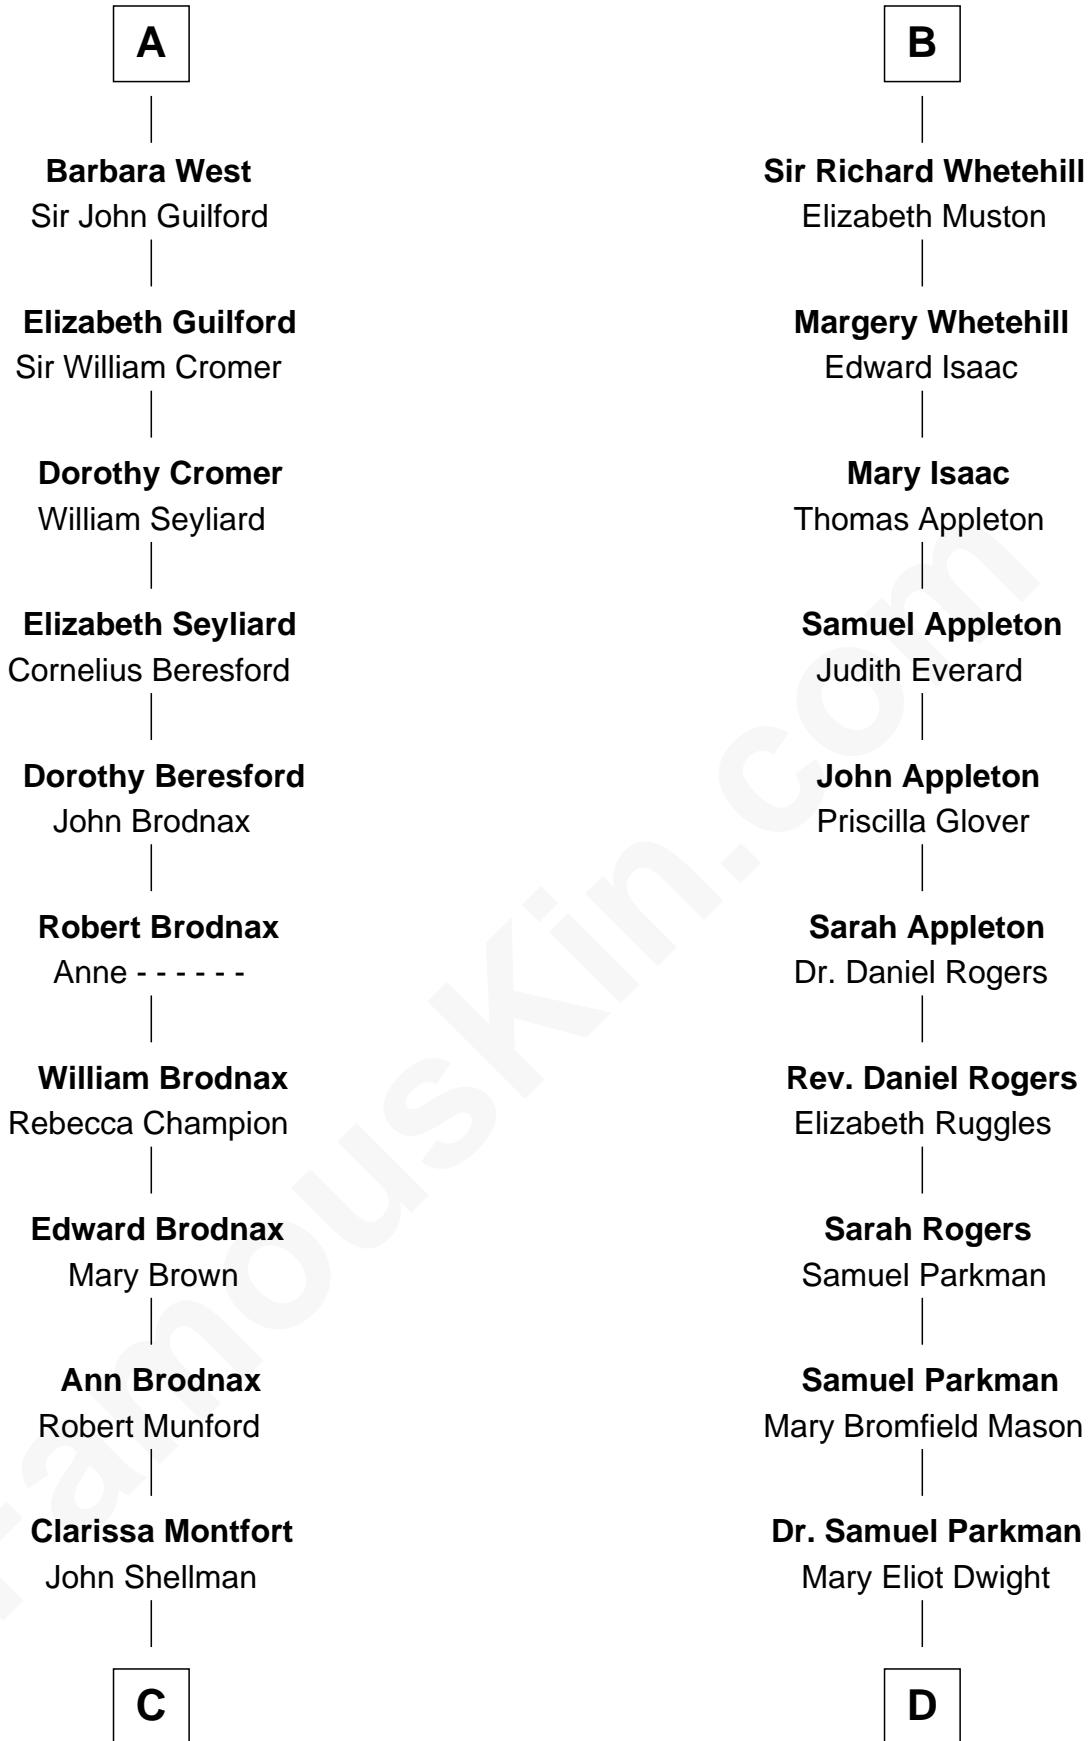 A
Barbara West
Sir John Guilford
Elizabeth Guilford
Sir William Cromer
Dorothy Cromer
William Seyliard
Elizabeth Seyliard
Cornelius Beresford
Dorothy Beresford
John Brodnax
Robert Brodnax
Anne - - - - - -
William Brodnax
Rebecca Champion
Edward Brodnax
Mary Brown
Ann Brodnax
Robert Munford
Clarissa Montfort
John Shellman
C
B
Sir Richard Whetehill
Elizabeth Muston
Margery Whetehill
Edward Isaac
Mary Isaac
Thomas Appleton
Samuel Appleton
Judith Everard
John Appleton
Priscilla Glover
Sarah Appleton
Dr. Daniel Rogers
Rev. Daniel Rogers
Elizabeth Ruggles
Sarah Rogers
Samuel Parkman
Samuel Parkman
Mary Bromfield Mason
Dr. Samuel Parkman
Mary Eliot Dwight
D
FamousKin.com